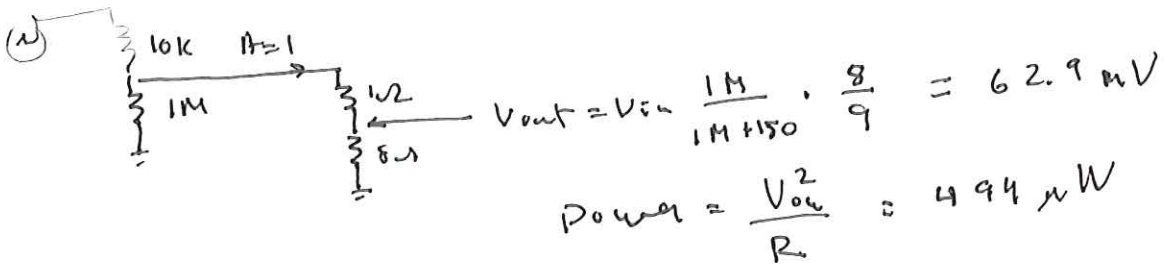 10K A=1
1M
1Ω
8Ω
Vout = Vin 1M / 1M+150 · 8/9 = 62.9 mV
Power = Vou² / R = 494 μW